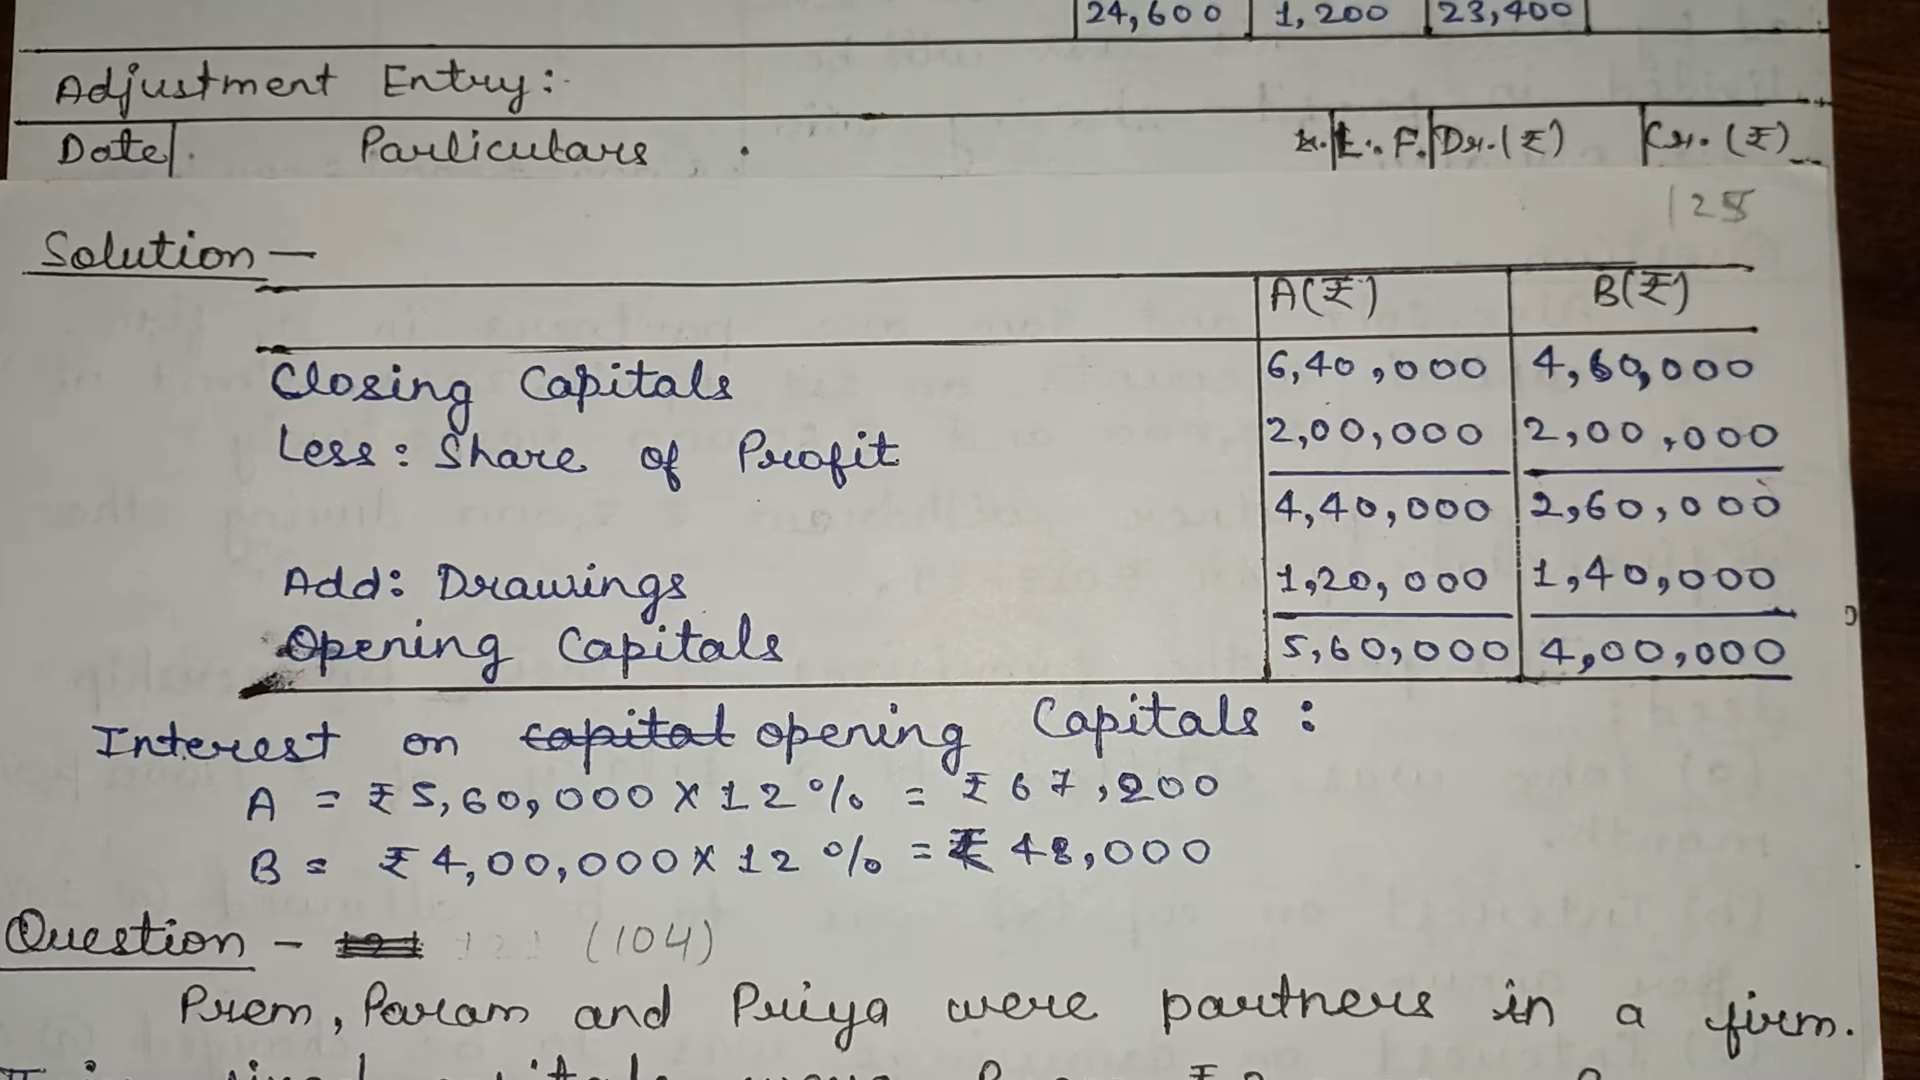 24,600 1,200 23,400
Adjustment Entry:-
Date Particulars L. F. Dr. (₹) Cr. (₹)
128
Solution —
A(₹) B(₹)
Closing Capitals 6,40,000 4,60,000
Less: Share of Profit 2,00,000 2,00,000
4,40,000 2,60,000
Add: Drawings 1,20,000 1,40,000
Opening Capitals 5,60,000 4,00,000
Interest on capital opening Capitals :
A = ₹ 5,60,000 X 12 % = ₹ 67,200
B = ₹ 4,00,000 X 12 % = ₹ 48,000
Question - (104)
Prem, Param and Priya were partners in a firm.